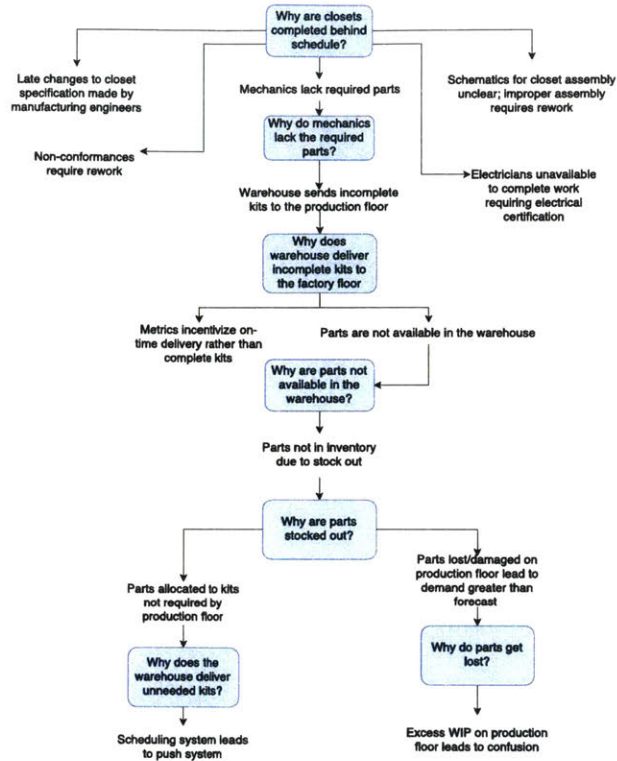 Why are closets
completed behind
schedule?
Late changes to closet
specification made by
manufacturing engineers
Mechanics lack required parts
Schematics for closet assembly
unclear; improper assembly
requires rework
Why do mechanics
lack the required
parts?
Non-conformances
require rework
Electricians unavailable
to complete work
requiring electrical
certification
Warehouse sends incomplete
kits to the production floor
Why does
warehouse deliver
incomplete kits to
the factory floor
Metrics incentivize on-
time delivery rather than
complete kits
Parts are not available in the warehouse
Why are parts not
available in the
warehouse?
Parts not in inventory
due to stock out
Why are parts
stocked out?
Parts allocated to kits
not required by
production floor
Parts lost/damaged on
production floor lead to
demand greater than
forecast
Why does the
warehouse deliver
unneeded kits?
Why do parts get
lost?
Scheduling system leads
to push system
Excess WIP on production
floor leads to confusion